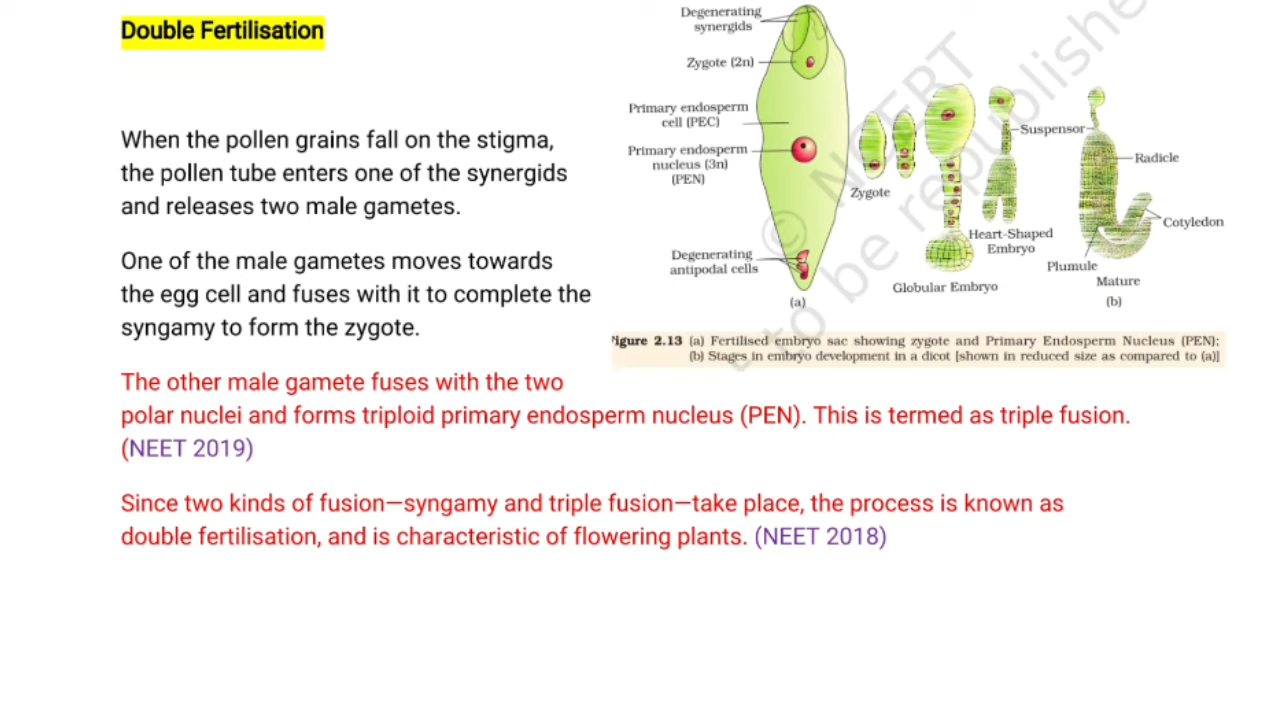 Double Fertilisation
When the pollen grains fall on the stigma,
the pollen tube enters one of the synergids
and releases two male gametes.
One of the male gametes moves towards
the egg cell and fuses with it to complete the
syngamy to form the zygote.
The other male gamete fuses with the two
polar nuclei and forms triploid primary endosperm nucleus (PEN). This is termed as triple fusion.
(NEET 2019)
Since two kinds of fusion—syngamy and triple fusion—take place, the process is known as
double fertilisation, and is characteristic of flowering plants. (NEET 2018)
Degenerating
synergids
Zygote (2n)
Primary endosperm
cell (PEC)
Primary endosperm
nucleus (3n)
(PEN)
Degenerating
antipodal cells
(a)
Zygote
Globular Embryo
Suspensor
Heart-Shaped
Embryo
Radicle
Cotyledon
Plumule
Mature
(b)
igure 2.13 (a) Fertilised embryo sac showing zygote and Primary Endosperm Nucleus (PEN);
(b) Stages in embryo development in a dicot [shown in reduced size as compared to (a)]
© NCERT
to be republishe